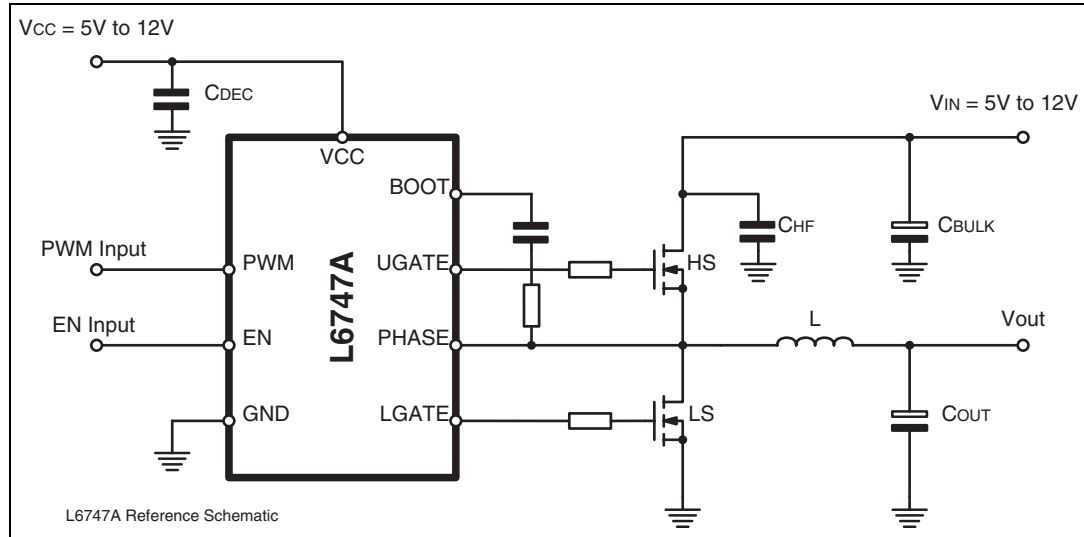 VCC = 5V to 12V
CDEC
VIN = 5V to 12V
VCC
BOOT
CHF
CBULK
PWM Input
PWM
UGATE
HS
L6747A
EN Input
EN
PHASE
L
Vout
GND
LGATE
LS
COUT
L6747A Reference Schematic